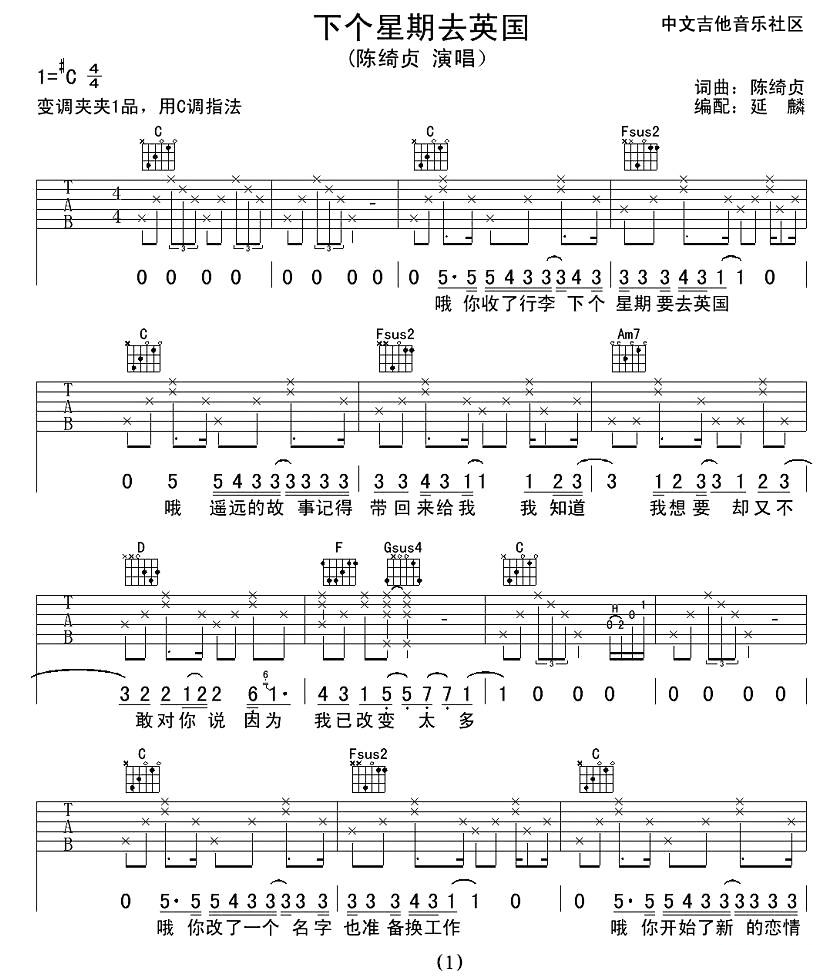 下个星期去英国
中文吉他音乐社区
(陈绮贞 演唱)
1=#C 4/4
词曲: 陈绮贞
变调夹夹1品, 用C调指法
编配: 延 麟
C C Fsus2
T A B 4 4 3 3 3
0 0 0 0 0 0 0 0 0 5· 5 5 4 3 3 3 4 3 3 3 3 4 3 1 1 0
哦 你收了行李 下个 星期要去英国
C Fsus2 Am7
T A B
0 5 5 4 3 3 3 3 3 3 3 3 4 3 1 1 1 2 3 3 1 2 3 3 1 2 3
哦 遥远的故 事记得 带回来给我 我 知道 我想要 却又不
D F Gsus4 C
T A B 3 H 0 2 0 1 3
3 2 2 1 2 2 6 6 1· 4 3 1 5 5 7 7 1 1 0 0 0 0 0 0 0
敢对你 说 因为 我已改变 太 多
C Fsus2 C
T A B
0 5· 5 5 4 3 3 3 3 3 3 3 3 4 3 1 1 0 0 5· 5 5 4 3 3 3 3 3 3
哦 你改了一个 名字 也准备换工作 哦 你开始了新 的恋情
(1)